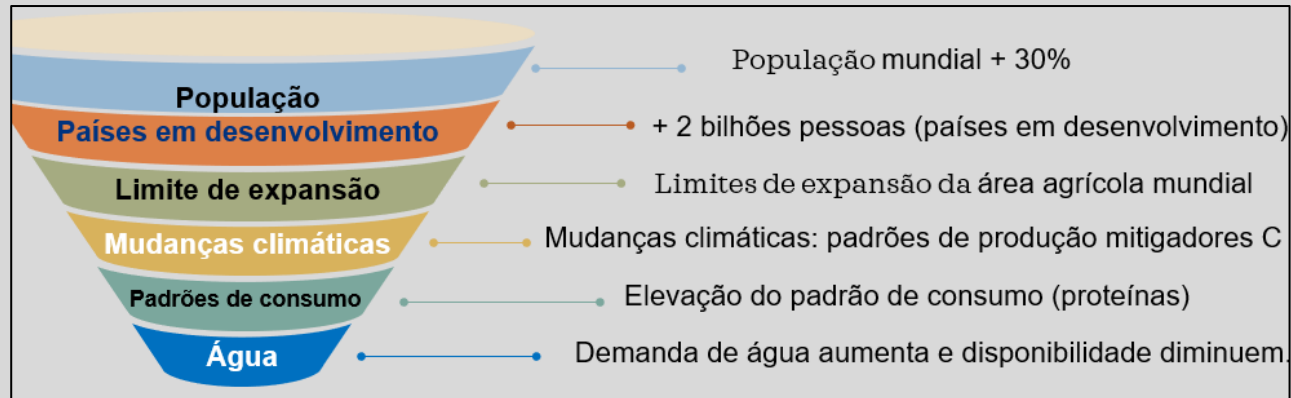 População
População mundial + 30%
Países em desenvolvimento
+ 2 bilhões pessoas (países em desenvolvimento)
Limite de expansão
Limites de expansão da área agrícola mundial
Mudanças climáticas
Mudanças climáticas: padrões de produção mitigadores C
Padrões de consumo
Elevação do padrão de consumo (proteínas)
Água
Demanda de água aumenta e disponibilidade diminuem.